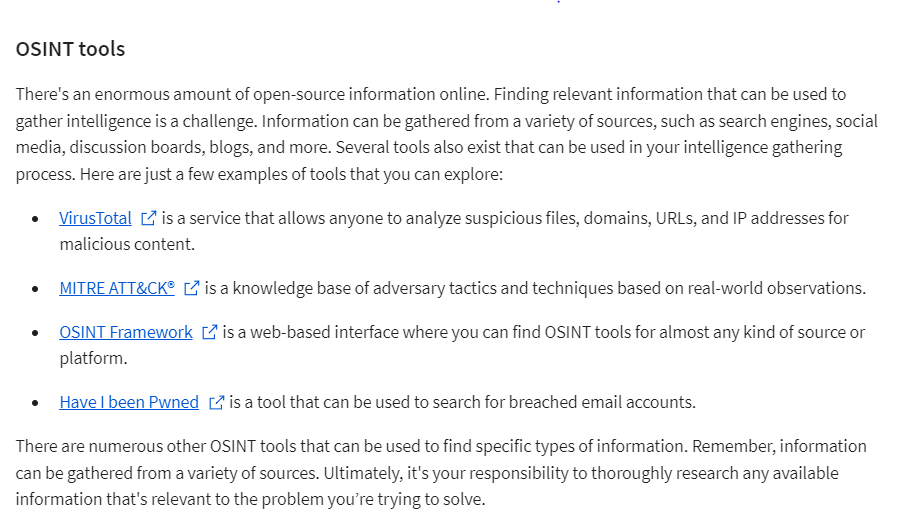 OSINT tools
There's an enormous amount of open-source information online. Finding relevant information that can be used to
gather intelligence is a challenge. Information can be gathered from a variety of sources, such as search engines, social
media, discussion boards, blogs, and more. Several tools also exist that can be used in your intelligence gathering
process. Here are just a few examples of tools that you can explore:
• VirusTotal is a service that allows anyone to analyze suspicious files, domains, URLs, and IP addresses for
malicious content.
• MITRE ATT&CK® is a knowledge base of adversary tactics and techniques based on real-world observations.
• OSINT Framework is a web-based interface where you can find OSINT tools for almost any kind of source or
platform.
• Have I been Pwned is a tool that can be used to search for breached email accounts.
There are numerous other OSINT tools that can be used to find specific types of information. Remember, information
can be gathered from a variety of sources. Ultimately, it's your responsibility to thoroughly research any available
information that's relevant to the problem you’re trying to solve.